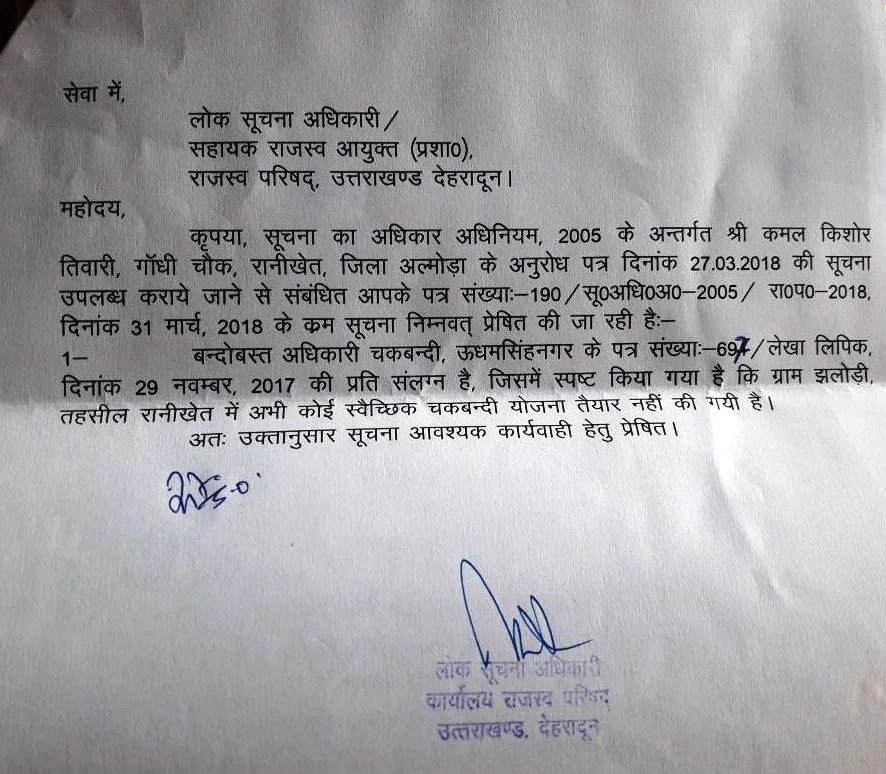 सेवा में,
लोक सूचना अधिकारी/
सहायक राजस्व आयुक्त (प्रशा0),
राजस्व परिषद्, उत्तराखण्ड देहरादून।
महोदय,
कृपया, सूचना का अधिकार अधिनियम, 2005 के अन्तर्गत श्री कमल किशोर
तिवारी, गॉधी चौक, रानीखेत, जिला अल्मोड़ा के अनुरोध पत्र दिनांक 27.03.2018 की सूचना
उपलब्ध कराये जाने से संबंधित आपके पत्र संख्याः–190/सू0अधि0अ0–2005/ रा0प0–2018,
दिनांक 31 मार्च, 2018 के क्रम सूचना निम्नवत् प्रेषित की जा रही हैः–
1– बन्दोबस्त अधिकारी चकबन्दी, ऊधमसिंहनगर के पत्र संख्याः–697/लेखा लिपिक,
दिनांक 29 नवम्बर, 2017 की प्रति संलग्न है, जिसमें स्पष्ट किया गया है कि ग्राम झलोड़ी,
तहसील रानीखेत में अभी कोई स्वैच्छिक चकबन्दी योजना तैयार नहीं की गयी है।
अतः उक्तानुसार सूचना आवश्यक कार्यवाही हेतु प्रेषित।
लोक सूचना अधिकारी
कार्यालय राजस्व परिषद्
उत्तराखण्ड, देहरादून